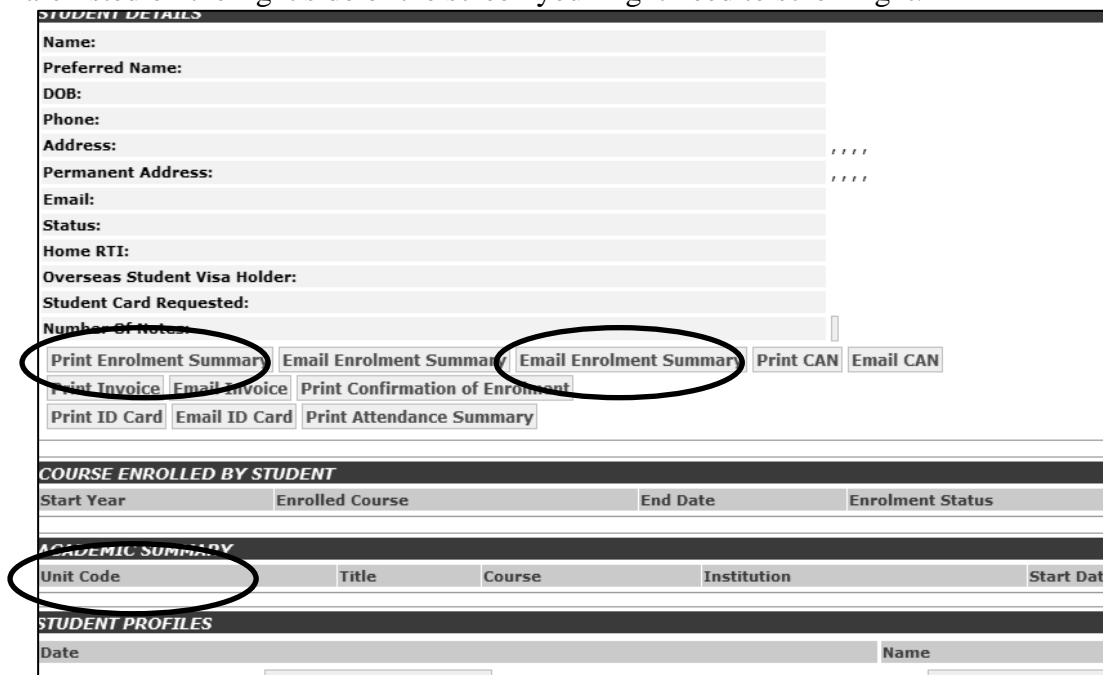 STUDENT DETAILS
Name:
Preferred Name:
DOB:
Phone:
Address: , , , ,
Permanent Address: , , , ,
Email:
Status:
Home RTI:
Overseas Student Visa Holder:
Student Card Requested:
Number Of Notes:
Print Enrolment Summary Email Enrolment Summary Email Enrolment Summary Print CAN Email CAN
Print Invoice Email Invoice Print Confirmation of Enrolment
Print ID Card Email ID Card Print Attendance Summary
COURSE ENROLLED BY STUDENT
Start Year Enrolled Course End Date Enrolment Status
ACADEMIC SUMMARY
Unit Code Title Course Institution Start Dat
STUDENT PROFILES
Date Name